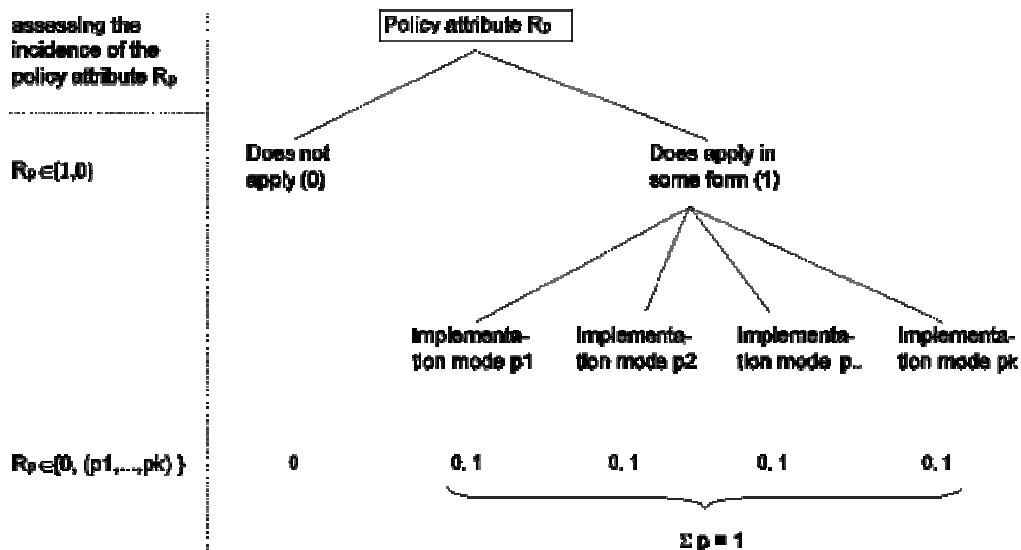 assessing the
incidence of the
policy attribute Rp
Policy attribute Rp
Rp∈{1,0}
Does not
apply (0)
Does apply in
some form (1)
Implementa-
tion mode p1
Implementa-
tion mode p2
Implementa-
tion mode p..
Implementa-
tion mode pk
Rp∈{0, (p1,...,pk) }
0
0, 1
0, 1
0, 1
0, 1
Σ p = 1